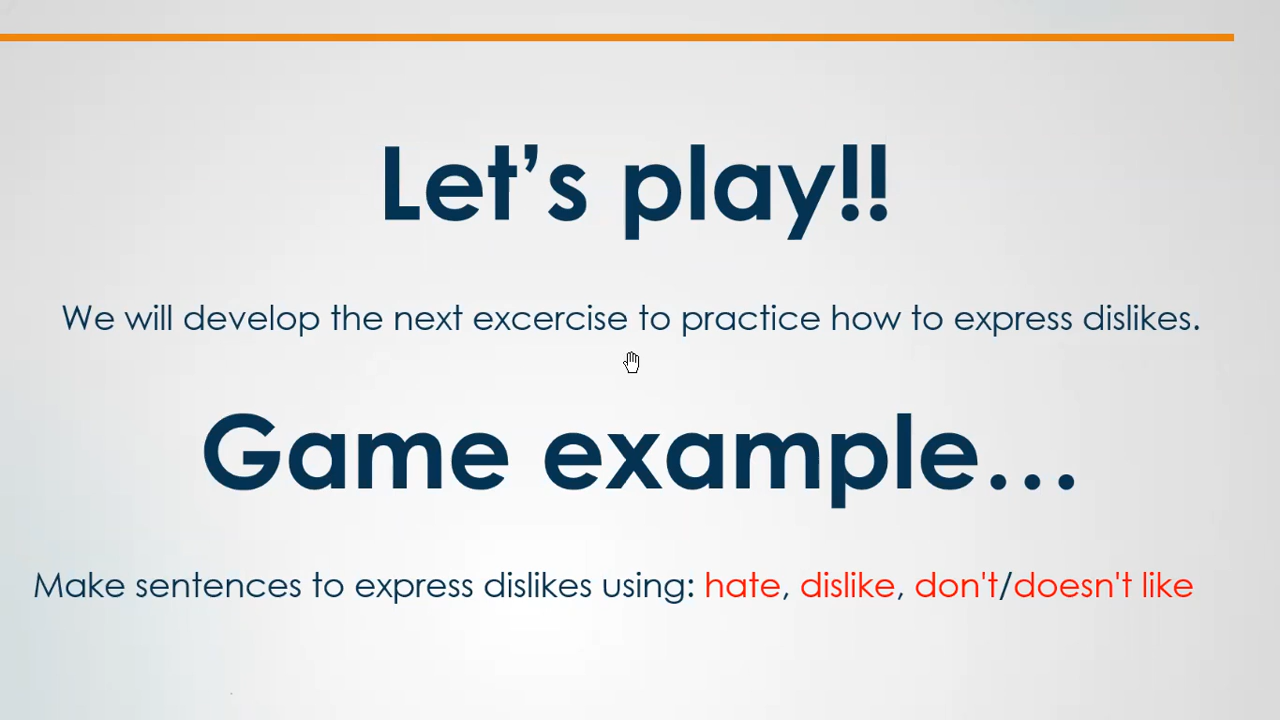 Let’s play!!
We will develop the next excercise to practice how to express dislikes.
Game example...
Make sentences to express dislikes using: hate, dislike, don't/doesn't like